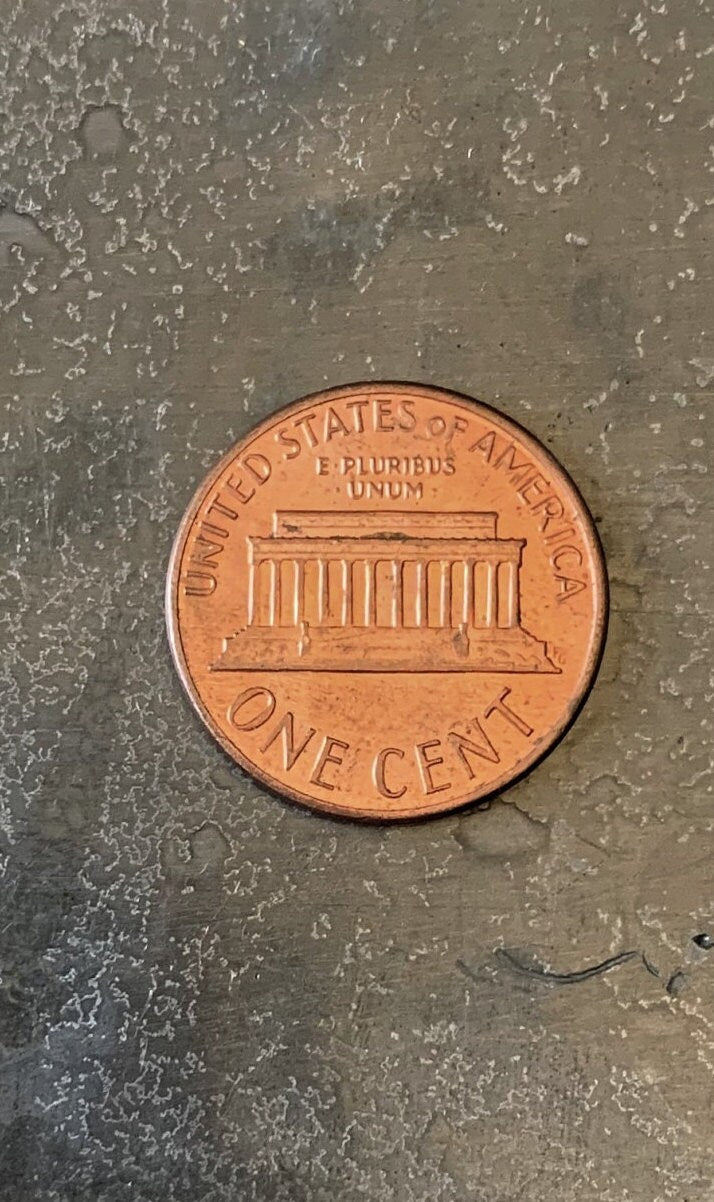 UNITED STATES OF AMERICA
E·PLURIBUS
·UNUM·
ONE CENT